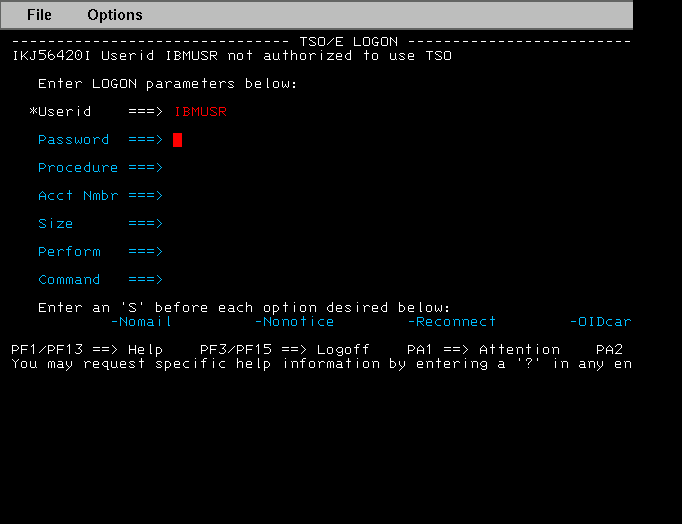 File Options
------------------------------- TSO/E LOGON -------------------------
IKJ56420I Userid IBMUSR not authorized to use TSO
Enter LOGON parameters below:
*Userid ===> IBMUSR
Password ===>
Procedure ===>
Acct Nmbr ===>
Size ===>
Perform ===>
Command ===>
Enter an 'S' before each option desired below:
-Nomail -Nonotice -Reconnect -OIDcar
PF1/PF13 ==> Help PF3/PF15 ==> Logoff PA1 ==> Attention PA2
You may request specific help information by entering a '?' in any en